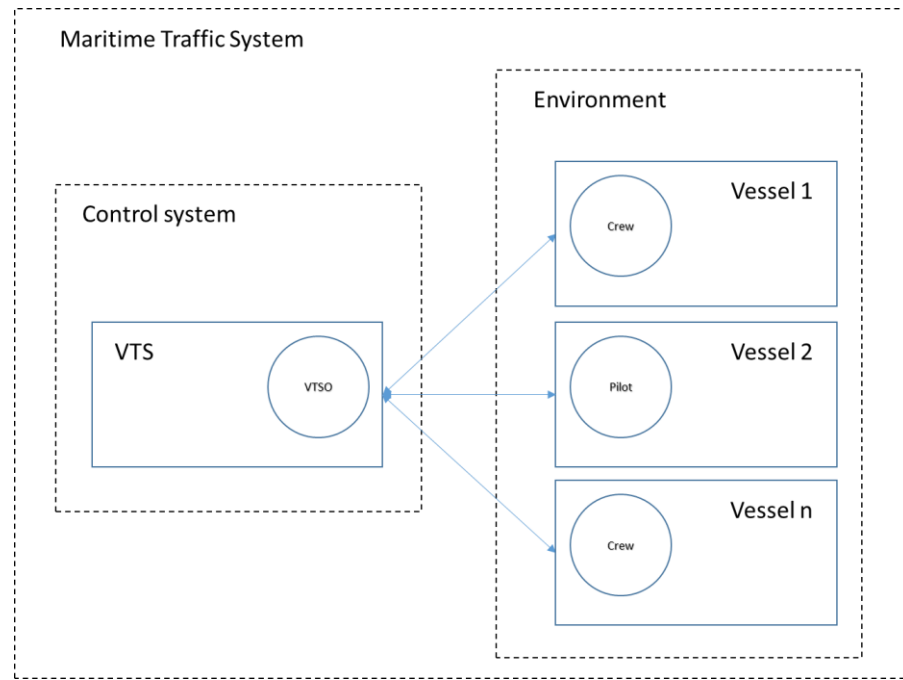 Maritime Traffic System
Environment
Vessel 1
Crew
Control system
VTS
VTSO
Vessel 2
Pilot
Vessel n
Crew